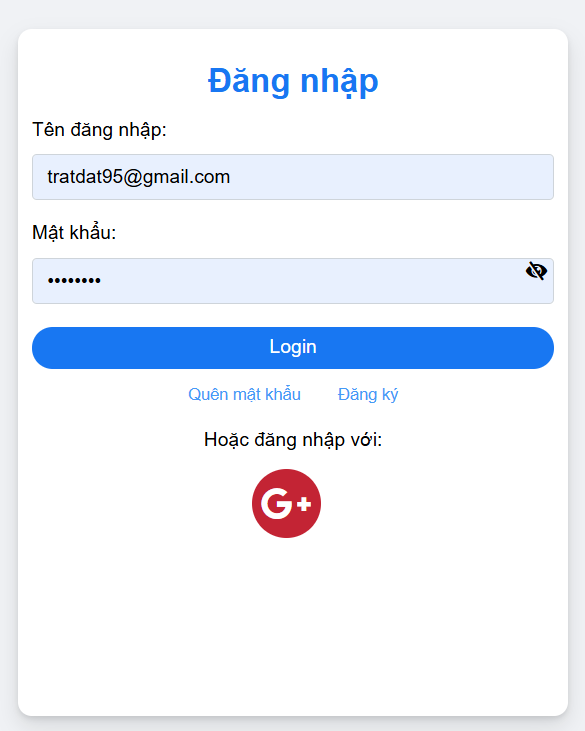 Đăng nhập
Tên đăng nhập:
tratdat95@gmail.com
Mật khẩu:
••••••••
Login
Quên mật khẩu Đăng ký
Hoặc đăng nhập với:
G+